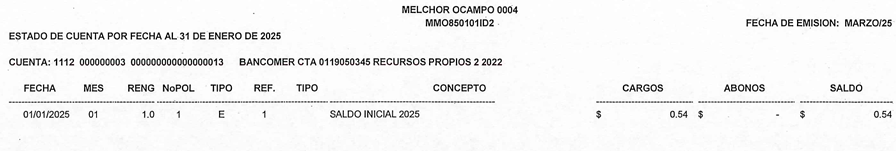 MELCHOR OCAMPO 0004
MMO850101ID2
FECHA DE EMISION: MARZO/25
ESTADO DE CUENTA POR FECHA AL 31 DE ENERO DE 2025
CUENTA: 1112 000000003 000000000000000013 BANCOMER CTA 0119050345 RECURSOS PROPIOS 2 2022
FECHA MES RENG NoPOL TIPO REF. TIPO CONCEPTO CARGOS ABONOS SALDO
01/01/2025 01 1.0 1 E 1 SALDO INICIAL 2025 $ 0.54 $ - $ 0.54